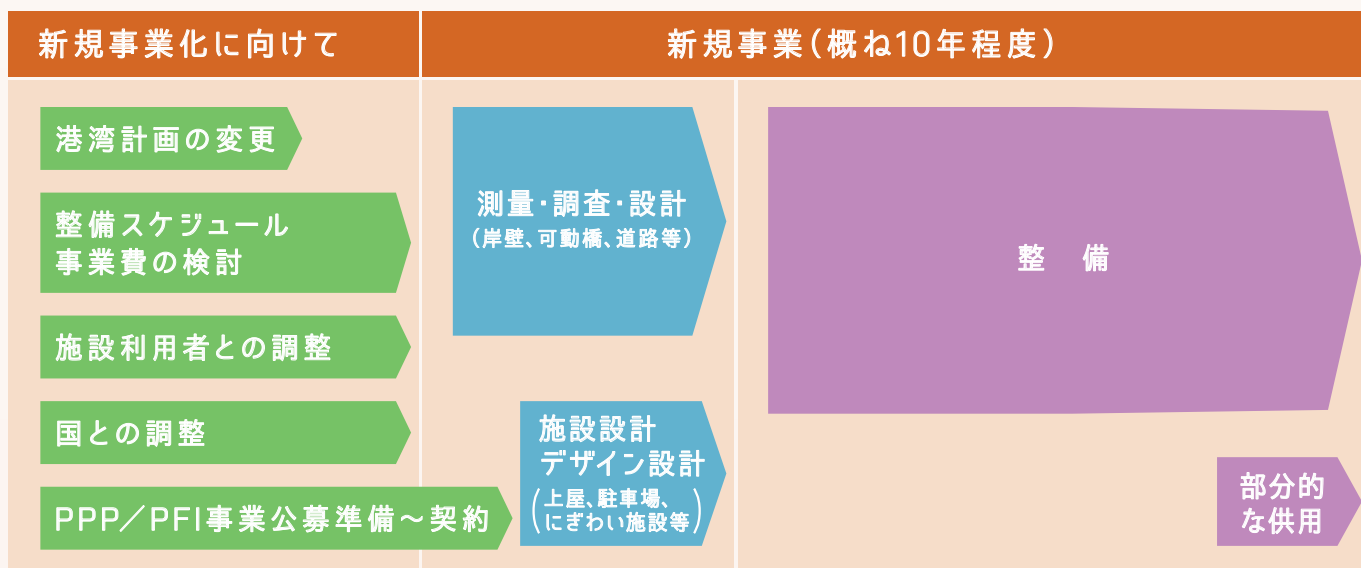 新規事業化に向けて
新規事業(概ね10年程度)
港湾計画の変更
整備スケジュール
事業費の検討
施設利用者との調整
国との調整
PPP/PFI事業公募準備~契約
測量・調査・設計
(岸壁、可動橋、道路等)
施設設計
デザイン設計
(上屋、駐車場、
にぎわい施設等)
整 備
部分的
な供用